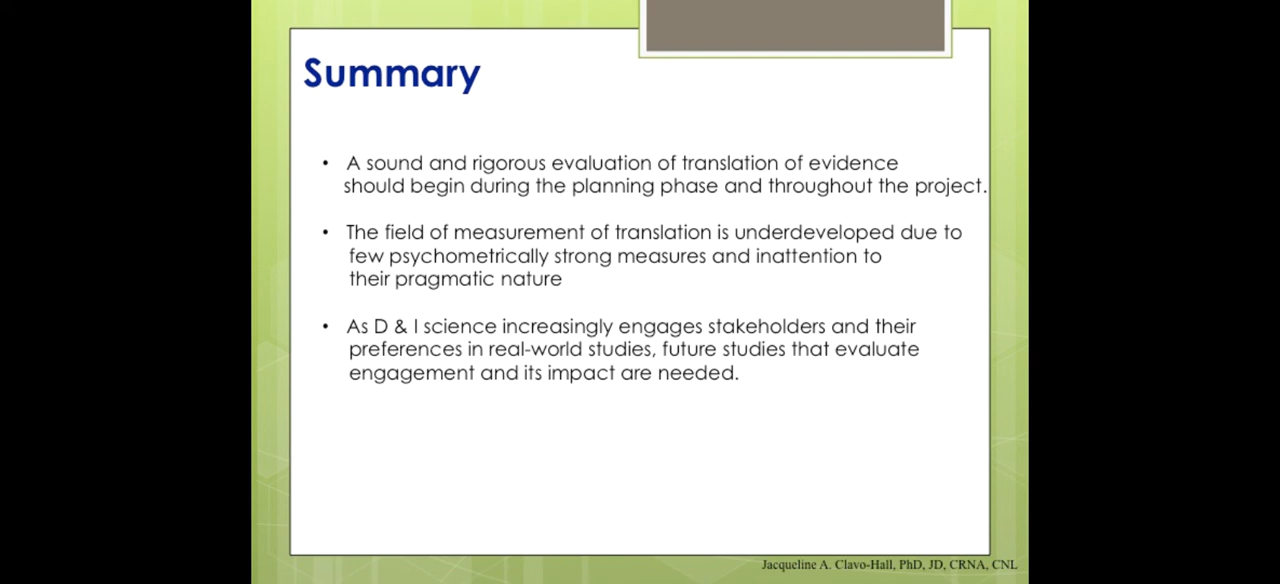 Summary
• A sound and rigorous evaluation of translation of evidence
should begin during the planning phase and throughout the project.
• The field of measurement of translation is underdeveloped due to
few psychometrically strong measures and inattention to
their pragmatic nature
• As D & I science increasingly engages stakeholders and their
preferences in real-world studies, future studies that evaluate
engagement and its impact are needed.
Jacqueline A. Clavo-Hall, PhD, JD, CRNA, CNL